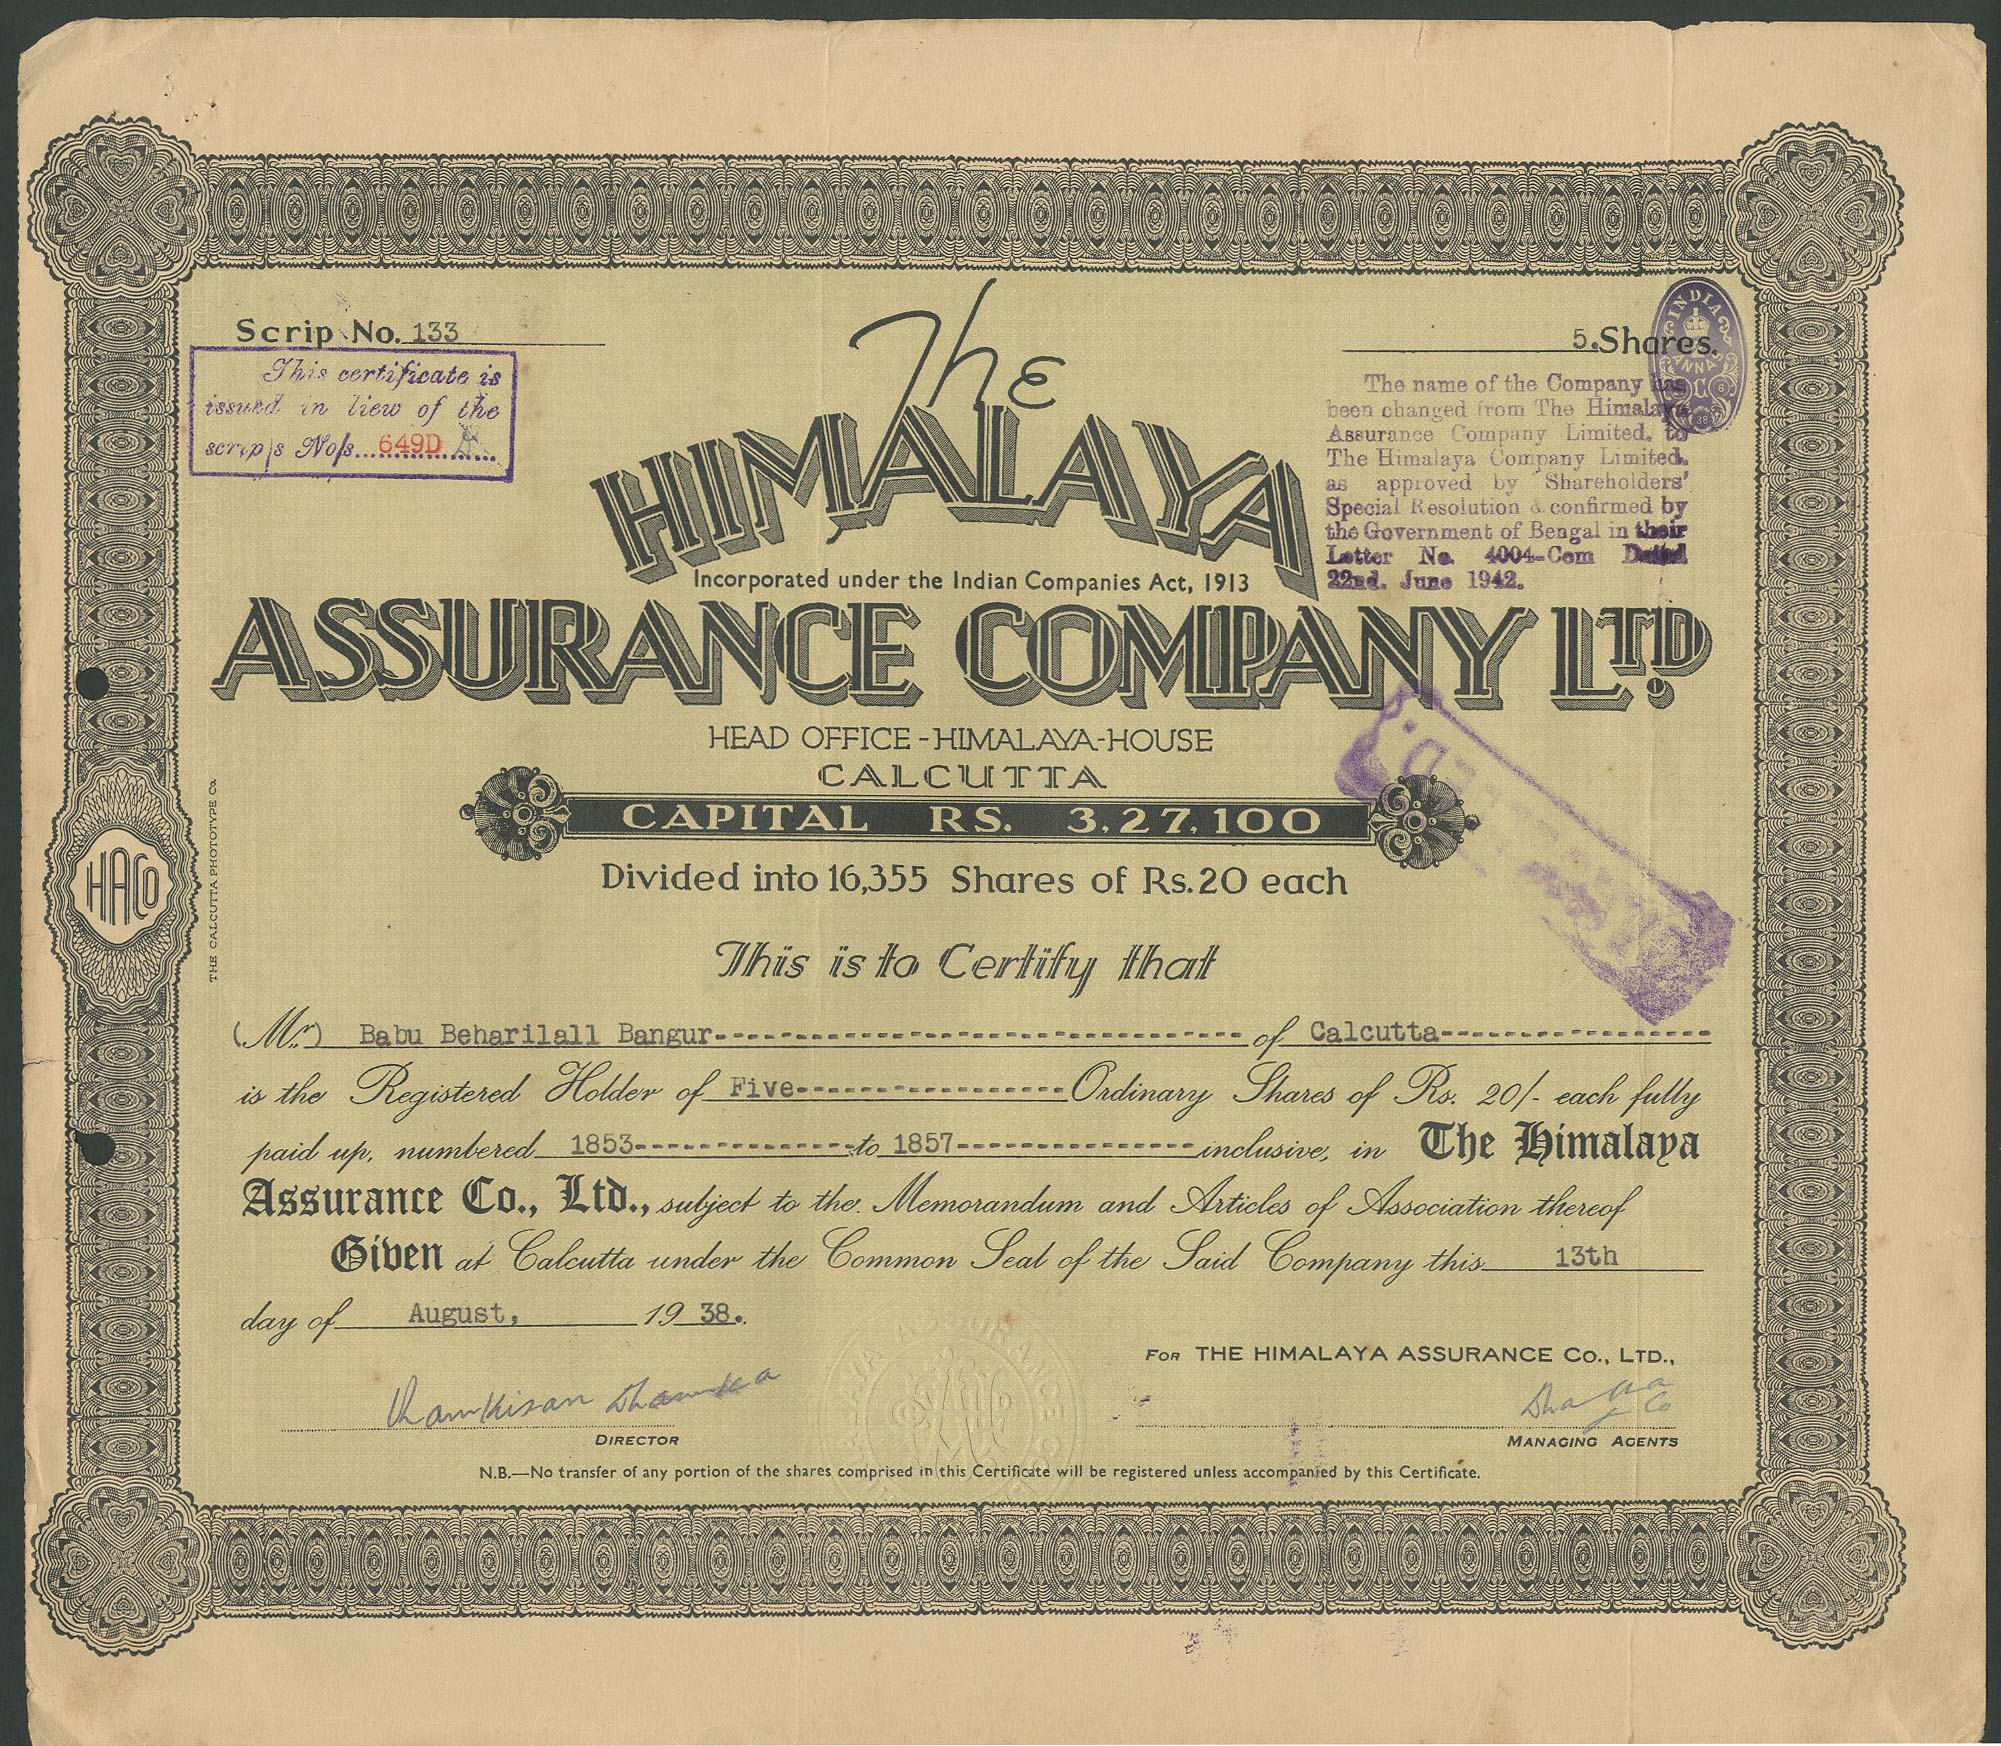 Scrip No. 133
5. Shares.
INDIA
This certificate is
issued in lieu of the
scrip/s No/s... 649D
The name of the Company has
been changed from The Himalaya
Assurance Company Limited, to
The Himalaya Company Limited,
as approved by Shareholders'
Special Resolution & confirmed by
the Government of Bengal in their
Letter No. 4004-Com Dated
22nd. June 1942.
The
HIMALAYA
Incorporated under the Indian Companies Act, 1913
ASSURANCE COMPANY LTD.
HEAD OFFICE-HIMALAYA-HOUSE
CALCUTTA
CAPITAL RS. 3,27,100
Divided into 16,355 Shares of Rs.20 each
HACO
THE CALCUTTA PHOTOTYPE Co
This is to Certify that
(Mr) Babu Beharilall Bangur of Calcutta
is the Registered Holder of Five Ordinary Shares of Rs. 20/- each fully
paid up, numbered 1853 to 1857 inclusive, in The Himalaya
Assurance Co., Ltd., subject to the Memorandum and Articles of Association thereof
Given at Calcutta under the Common Seal of the Said Company this 13th
day of August, 1938.
FOR THE HIMALAYA ASSURANCE Co., LTD.,
Ramkisan Dhanuka
DIRECTOR
MANAGING AGENTS
N.B.—No transfer of any portion of the shares comprised in this Certificate will be registered unless accompanied by this Certificate.